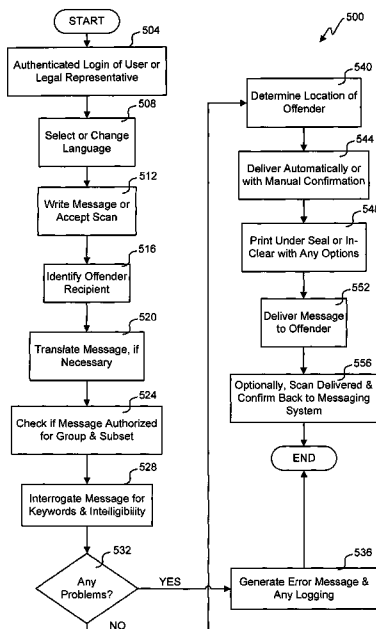 START
504
Authenticated Login of User or
Legal Representative
508
Select or Change
Language
512
Write Message or
Accept Scan
516
Identify Offender
Recipient
520
Translate Message, if
Necessary
524
Check if Message Authorized
for Group & Subset
528
Interrogate Message for
Keywords & Intelligibility
532
Any
Problems?
YES
NO
500
540
Determine Location of
Offender
544
Deliver Automatically or
with Manual Confirmation
548
Print Under Seal or In-
Clear with Any Options
552
Deliver Message
to Offender
556
Optionally, Scan Delivered &
Confirm Back to Messaging
System
END
536
Generate Error Message &
Any Logging